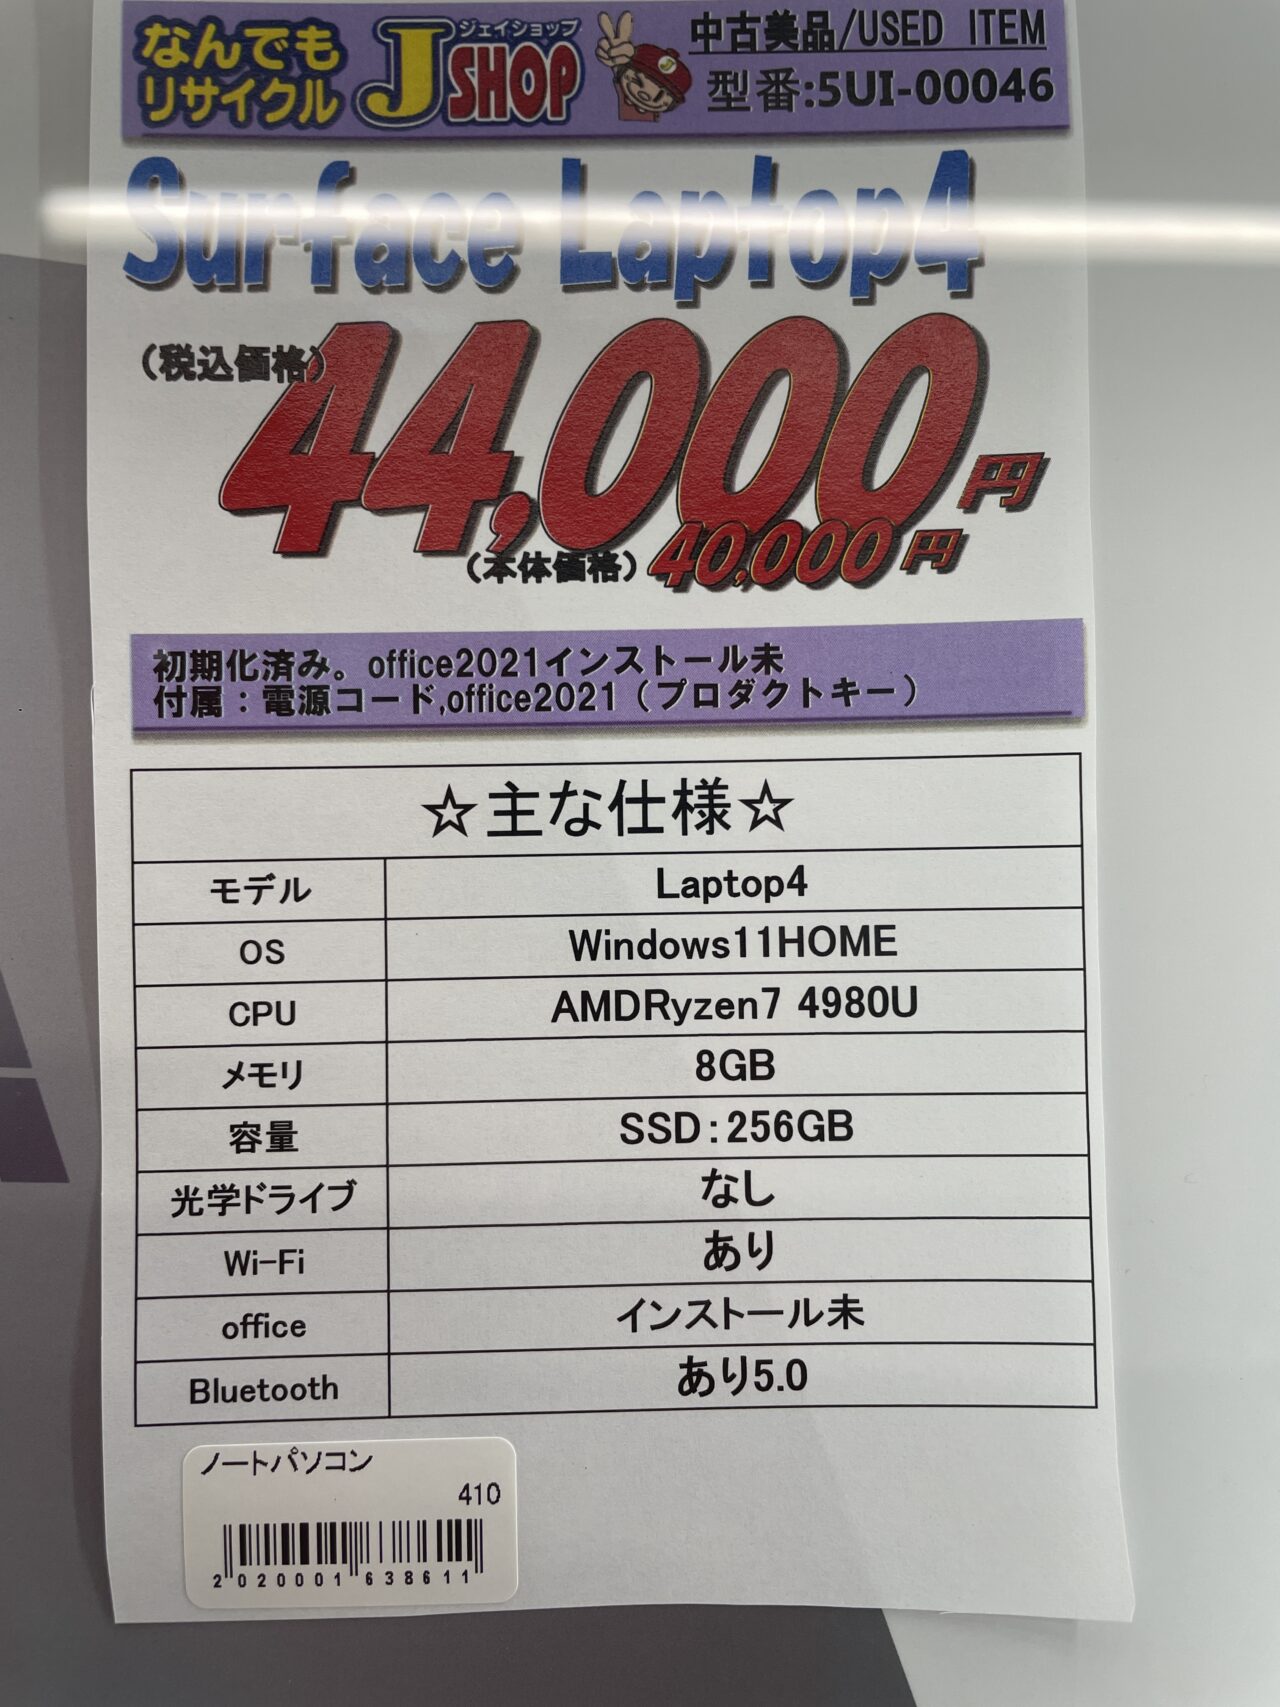 なんでも
リサイクル
ジェイショップ
J SHOP
中古美品/USED ITEM
型番:5UI-00046
Surface Laptop4
(税込価格)
44,000円
(本体価格) 40,000円
初期化済み。office2021インストール未
付属：電源コード,office2021（プロダクトキー）
☆主な仕様☆
モデル Laptop4
OS Windows11HOME
CPU AMDRyzen7 4980U
メモリ 8GB
容量 SSD：256GB
光学ドライブ なし
Wi-Fi あり
office インストール未
Bluetooth あり5.0
ノートパソコン
410
2020001638611